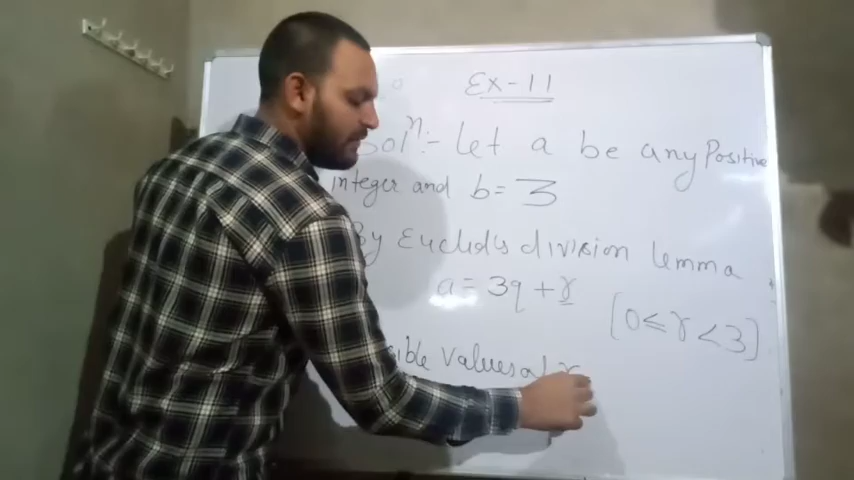 Ex-11
Solⁿ:- Let a be any Positive
integer and b = 3
By Euclid's division lemma
a = 3q + r [0 ≤ r < 3]
values of r